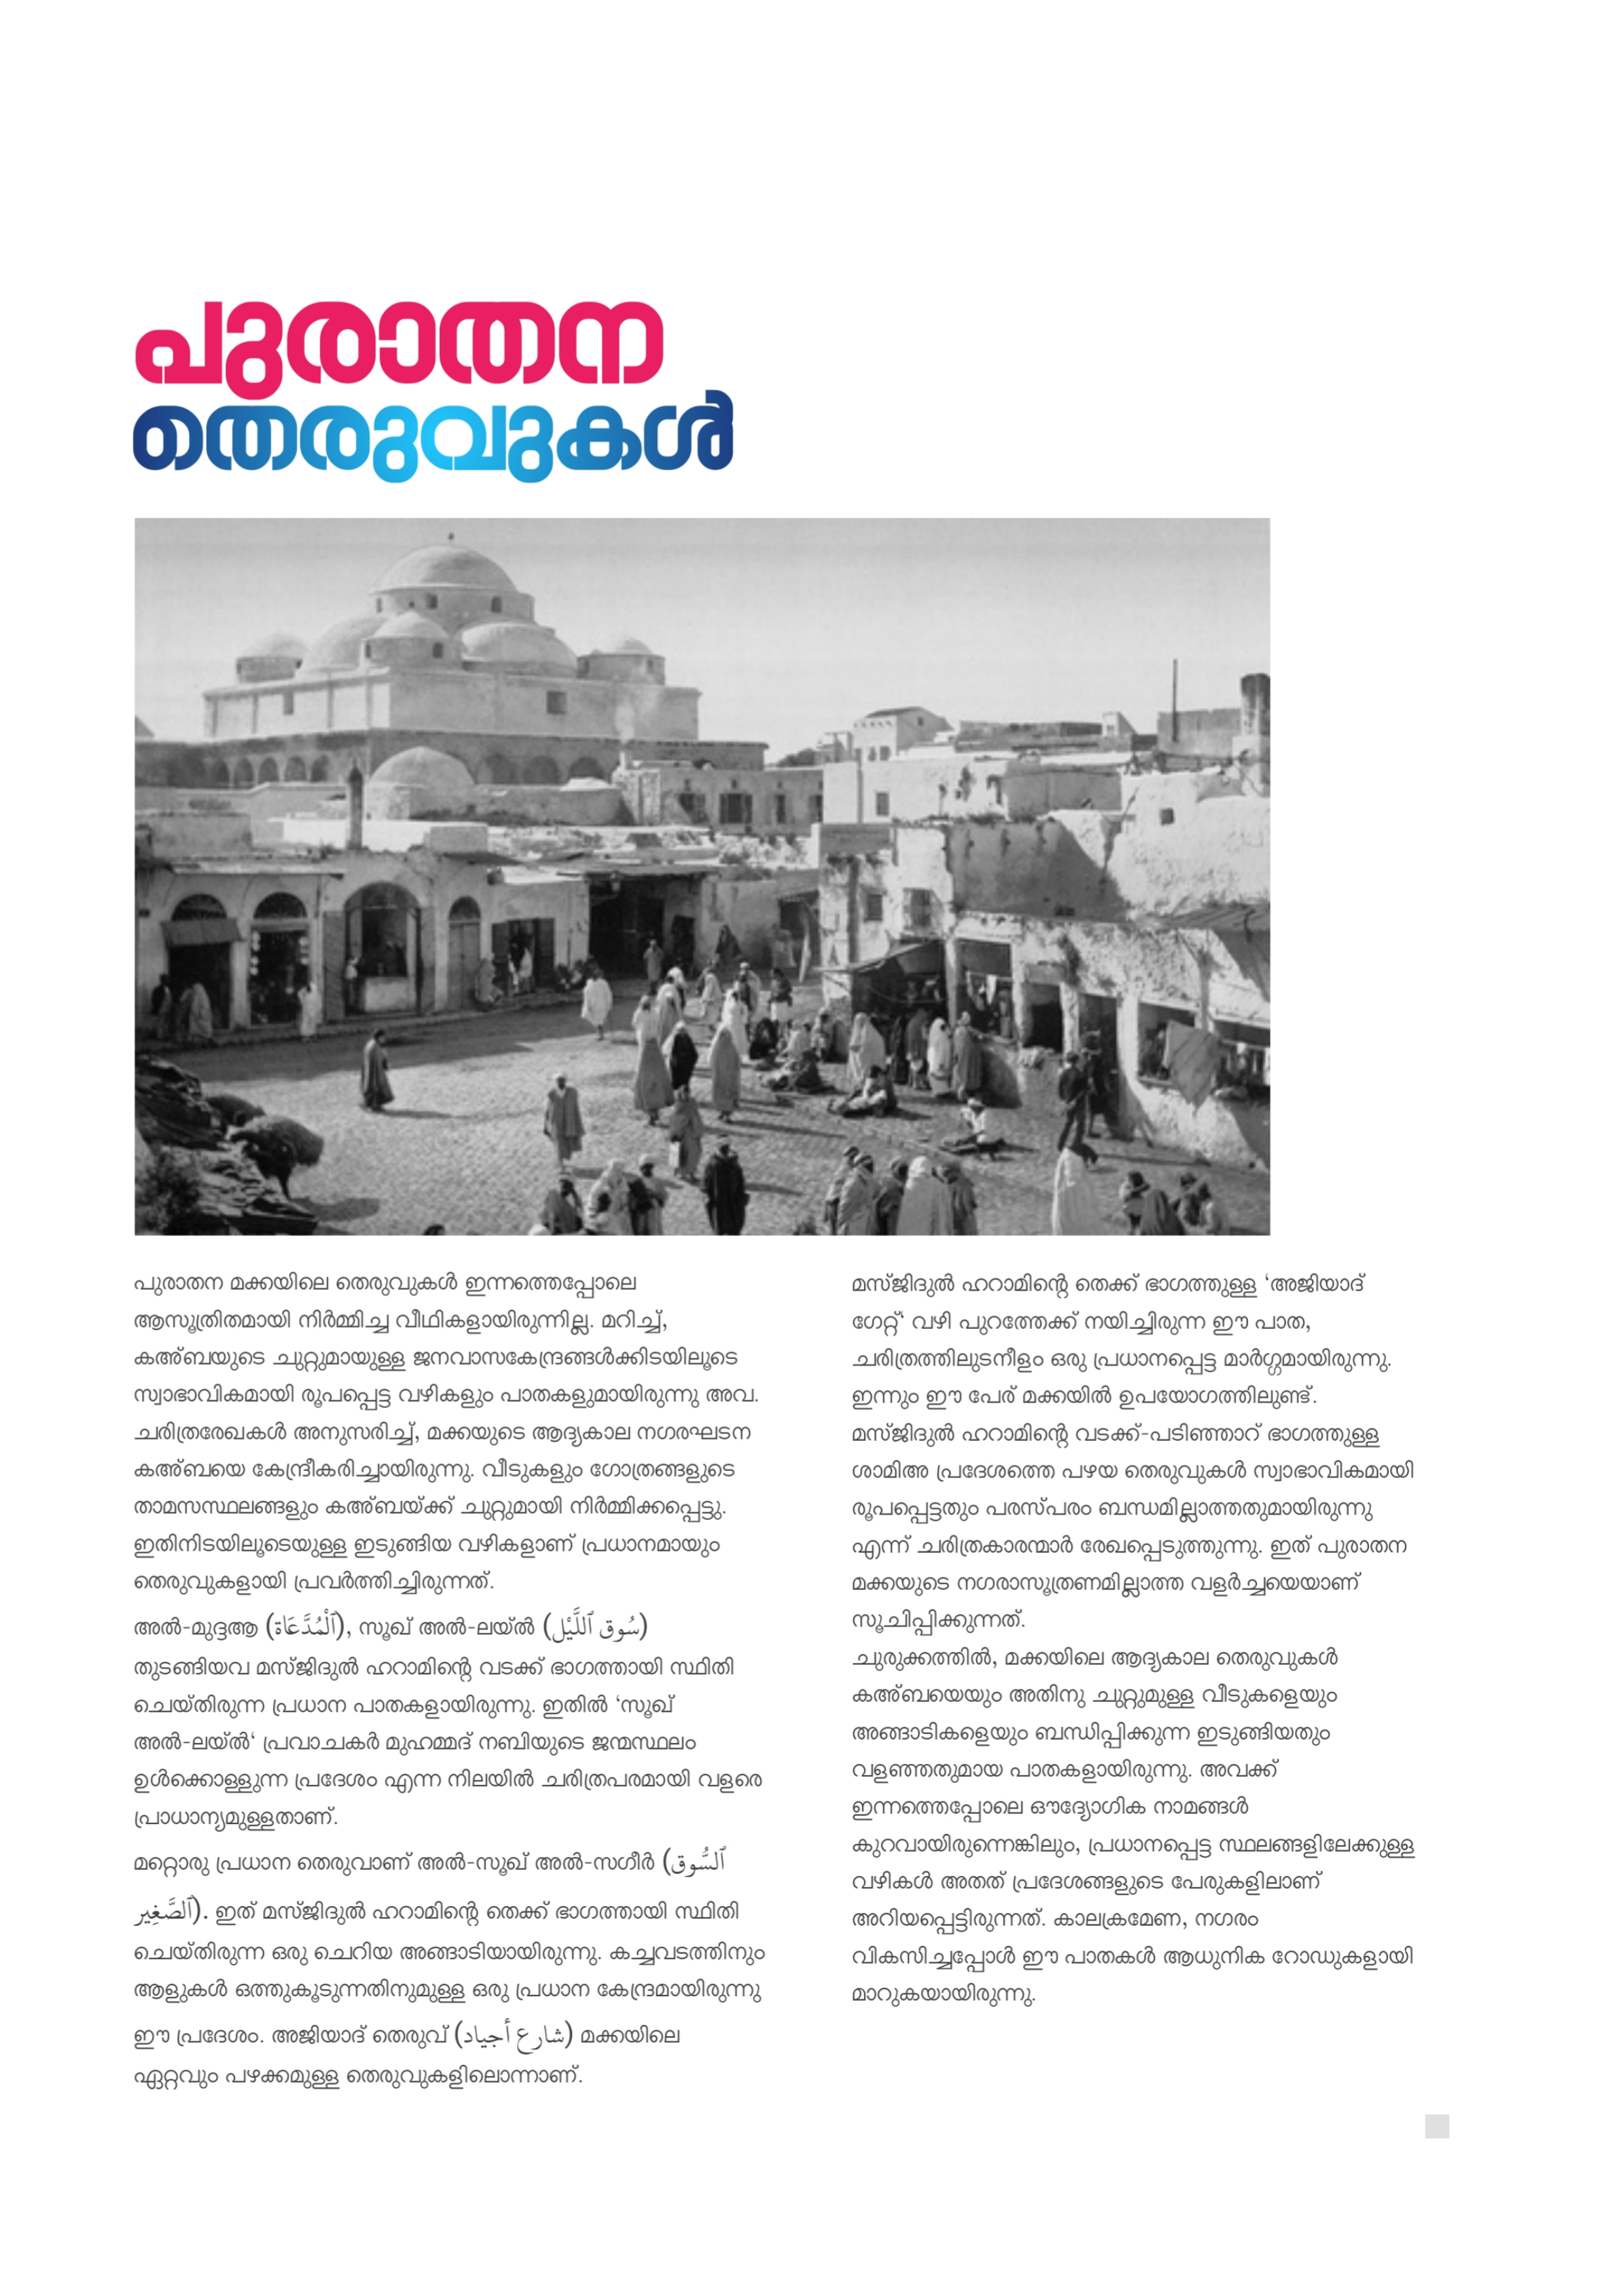 പുരാതന
തെരുവുകൾ
പുരാതന മക്കയിലെ തെരുവുകൾ ഇന്നത്തെപ്പോലെ
ആസൂത്രിതമായി നിർമ്മിച്ച വീഥികളായിരുന്നില്ല. മറിച്ച്,
കഅ്ബയുടെ ചുറ്റുമായുള്ള ജനവാസകേന്ദ്രങ്ങൾക്കിടയിലൂടെ
സ്വാഭാവികമായി രൂപപ്പെട്ട വഴികളും പാതകളുമായിരുന്നു അവ.
ചരിത്രരേഖകൾ അനുസരിച്ച്, മക്കയുടെ ആദ്യകാല നഗരഘടന
കഅ്ബയെ കേന്ദ്രീകരിച്ചായിരുന്നു. വീടുകളും ഗോത്രങ്ങളുടെ
താമസസ്ഥലങ്ങളും കഅ്ബയ്ക്ക് ചുറ്റുമായി നിർമ്മിക്കപ്പെട്ടു.
ഇതിനിടയിലൂടെയുള്ള ഇടുങ്ങിയ വഴികളാണ് പ്രധാനമായും
തെരുവുകളായി പ്രവർത്തിച്ചിരുന്നത്.
അൽ-മുദ്ദആ (ٱلْمُدَّعَاة), സൂഖ് അൽ-ലയ്ൽ (سُوق ٱللَّيْل)
തുടങ്ങിയവ മസ്ജിദുൽ ഹറാമിന്റെ വടക്ക് ഭാഗത്തായി സ്ഥിതി
ചെയ്തിരുന്ന പ്രധാന പാതകളായിരുന്നു. ഇതിൽ ‘സൂഖ്
അൽ-ലയ്ൽ‘ പ്രവാചകർ മുഹമ്മദ് നബിയുടെ ജന്മസ്ഥലം
ഉൾക്കൊള്ളുന്ന പ്രദേശം എന്ന നിലയിൽ ചരിത്രപരമായി വളരെ
പ്രാധാന്യമുള്ളതാണ്.
മറ്റൊരു പ്രധാന തെരുവാണ് അൽ-സൂഖ് അൽ-സഗീർ (ٱلسُّوق
ٱلصَّغِير). ഇത് മസ്ജിദുൽ ഹറാമിന്റെ തെക്ക് ഭാഗത്തായി സ്ഥിതി
ചെയ്തിരുന്ന ഒരു ചെറിയ അങ്ങാടിയായിരുന്നു. കച്ചവടത്തിനും
ആളുകൾ ഒത്തുകൂടുന്നതിനുമുള്ള ഒരു പ്രധാന കേന്ദ്രമായിരുന്നു
ഈ പ്രദേശം. അജിയാദ് തെരുവ് (شارع أجياد) മക്കയിലെ
ഏറ്റവും പഴക്കമുള്ള തെരുവുകളിലൊന്നാണ്.
മസ്ജിദുൽ ഹറാമിന്റെ തെക്ക് ഭാഗത്തുള്ള ‘അജിയാദ്
ഗേറ്റ്‘ വഴി പുറത്തേക്ക് നയിച്ചിരുന്ന ഈ പാത,
ചരിത്രത്തിലുടനീളം ഒരു പ്രധാനപ്പെട്ട മാർഗ്ഗമായിരുന്നു.
ഇന്നും ഈ പേര് മക്കയിൽ ഉപയോഗത്തിലുണ്ട്.
മസ്ജിദുൽ ഹറാമിന്റെ വടക്ക്-പടിഞ്ഞാറ് ഭാഗത്തുള്ള
ശാമിഅ പ്രദേശത്തെ പഴയ തെരുവുകൾ സ്വാഭാവികമായി
രൂപപ്പെട്ടതും പരസ്പരം ബന്ധമില്ലാത്തതുമായിരുന്നു
എന്ന് ചരിത്രകാരന്മാർ രേഖപ്പെടുത്തുന്നു. ഇത് പുരാതന
മക്കയുടെ നഗരാസൂത്രണമില്ലാത്ത വളർച്ചയെയാണ്
സൂചിപ്പിക്കുന്നത്.
ചുരുക്കത്തിൽ, മക്കയിലെ ആദ്യകാല തെരുവുകൾ
കഅ്ബയെയും അതിനു ചുറ്റുമുള്ള വീടുകളെയും
അങ്ങാടികളെയും ബന്ധിപ്പിക്കുന്ന ഇടുങ്ങിയതും
വളഞ്ഞതുമായ പാതകളായിരുന്നു. അവക്ക്
ഇന്നത്തെപ്പോലെ ഔദ്യോഗിക നാമങ്ങൾ
കുറവായിരുന്നെങ്കിലും, പ്രധാനപ്പെട്ട സ്ഥലങ്ങളിലേക്കുള്ള
വഴികൾ അതത് പ്രദേശങ്ങളുടെ പേരുകളിലാണ്
അറിയപ്പെട്ടിരുന്നത്. കാലക്രമേണ, നഗരം
വികസിച്ചപ്പോൾ ഈ പാതകൾ ആധുനിക റോഡുകളായി
മാറുകയായിരുന്നു.